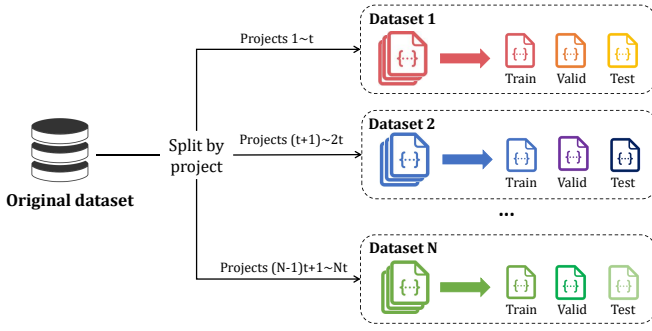 Dataset 1
Projects 1~t
{···}
{···}
{···}
{···}
Train
Valid
Test
Original dataset
Split by
project
Projects (t+1)~2t
Dataset 2
{···}
{···}
{···}
{···}
Train
Valid
Test
...
Projects (N-1)t+1~Nt
Dataset N
{···}
{···}
{···}
{···}
Train
Valid
Test